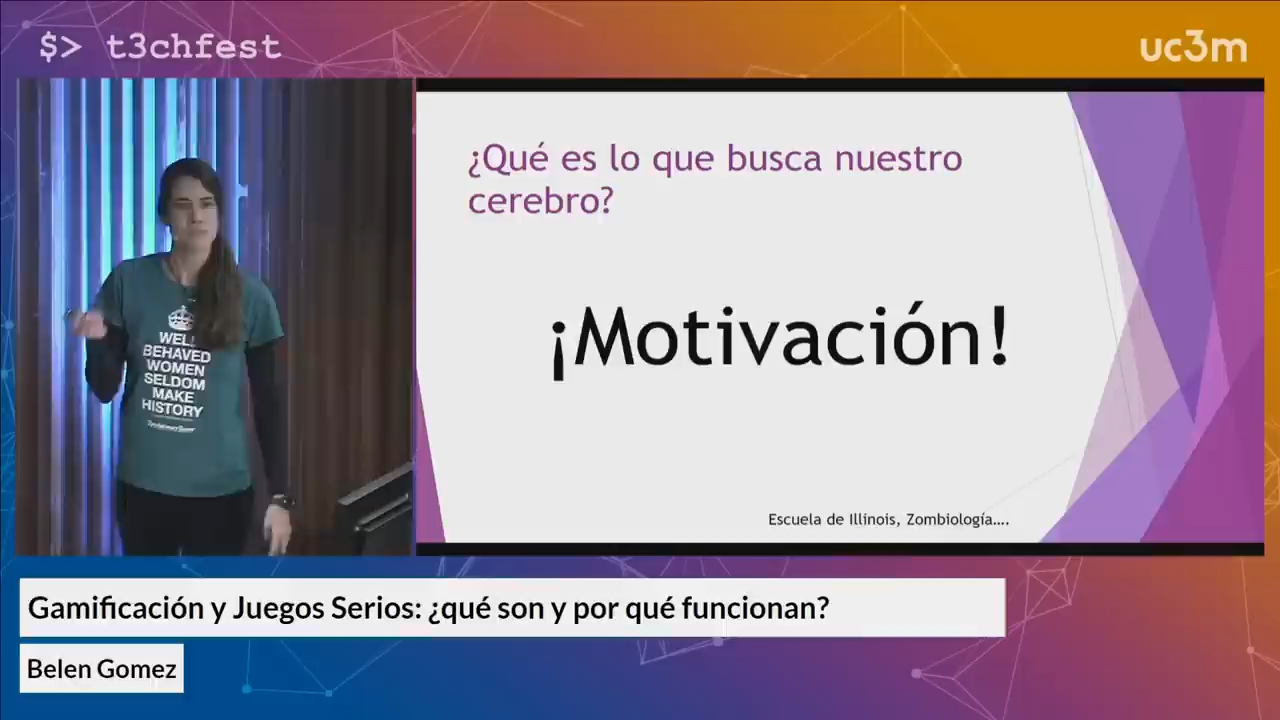 $> t3chfest
uc3m
¿Qué es lo que busca nuestro
cerebro?
¡Motivación!
Escuela de Illinois, Zombiología....
WELL
BEHAVED
WOMEN
SELDOM
MAKE
HISTORY
Gamificación y Juegos Serios: ¿qué son y por qué funcionan?
Belen Gomez